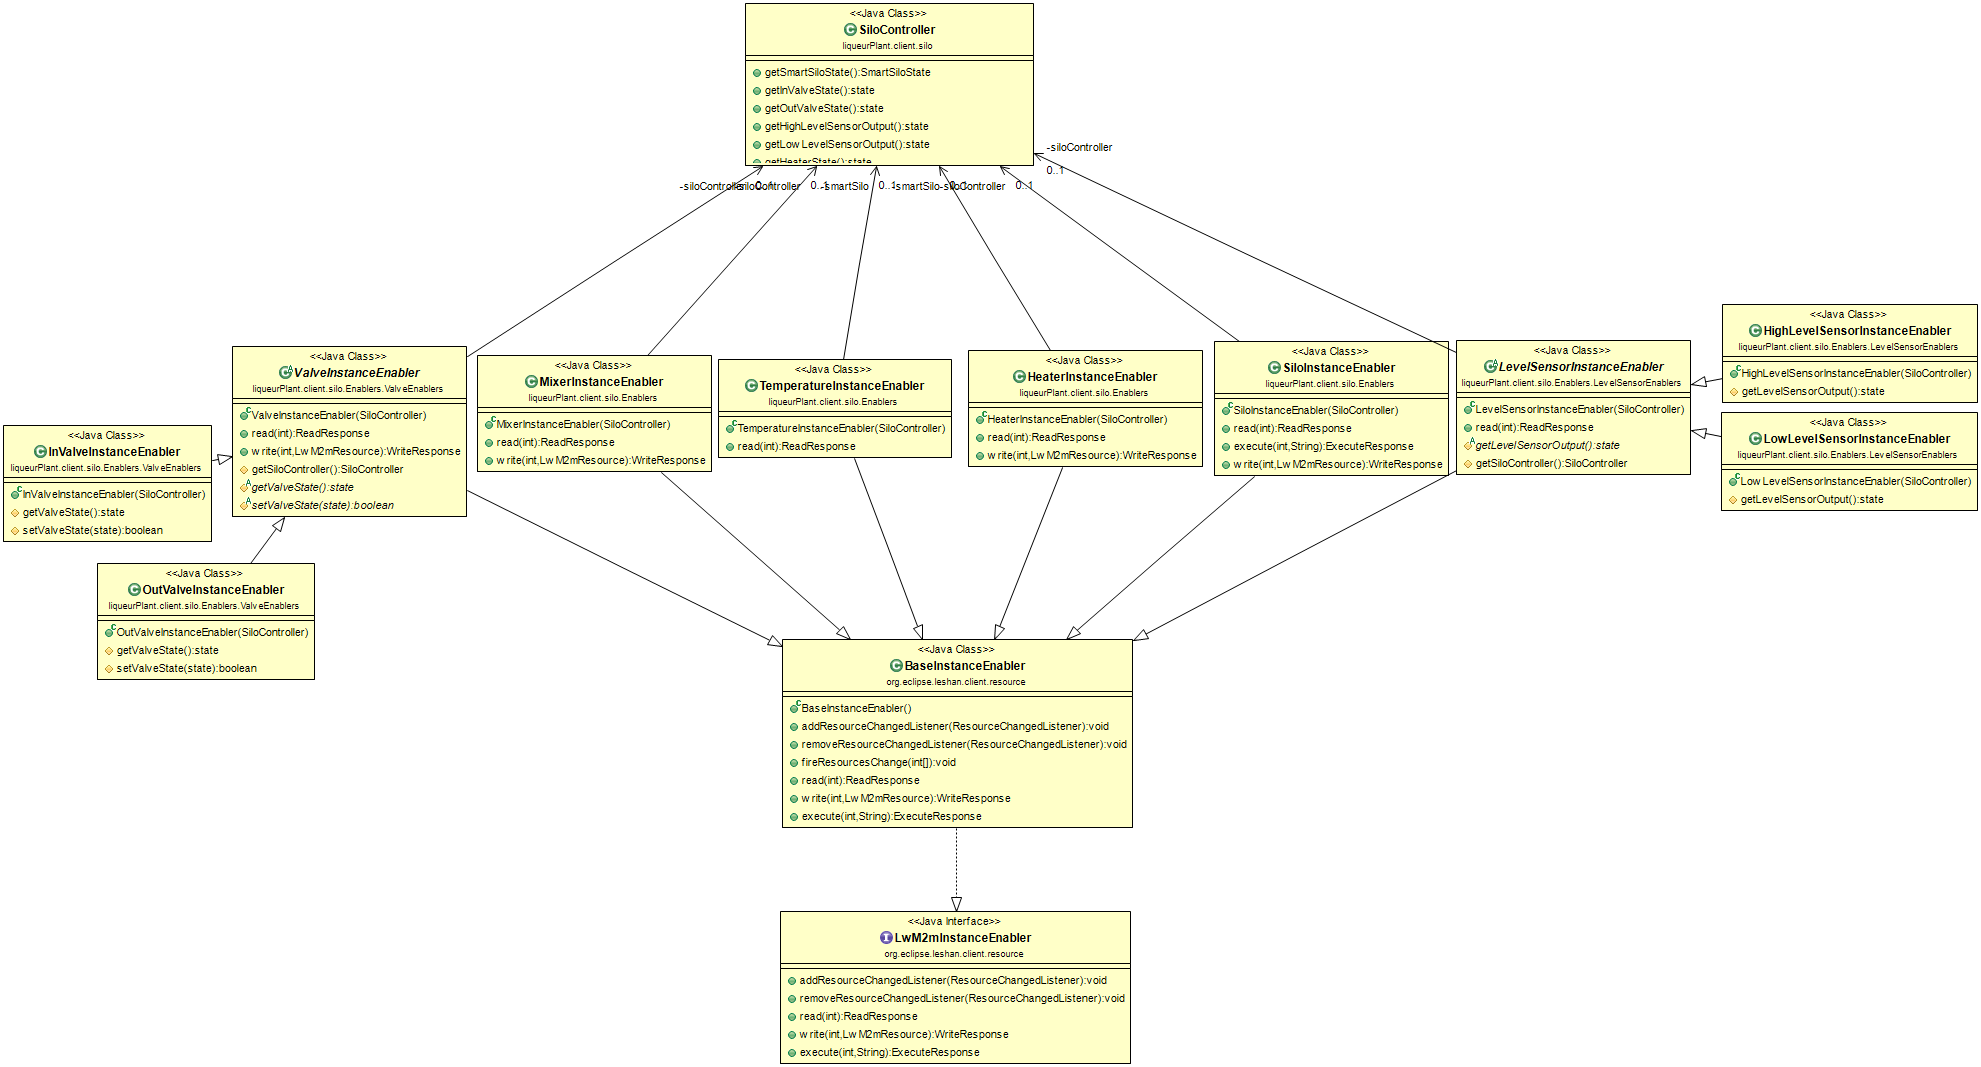 <<Java Class>>
SiloController
liqueurPlant.client.silo
getSmartSiloState():SmartSiloState
getInValveState():state
getOutValveState():state
getHighLevelSensorOutput():state
getLowLevelSensorOutput():state
getHeaterState():state
-siloController
0..1
-siloController
0..1
-siloController
0..1
-smartSilo
0..1
-smartSilo
0..1
-siloController
0..1
<<Java Class>>
ValveInstanceEnabler
liqueurPlant.client.silo.Enablers.ValveEnablers
ValveInstanceEnabler(SiloController)
read(int):ReadResponse
write(int,LwM2mResource):WriteResponse
getSiloController():SiloController
getValveState():state
setValveState(state):boolean
<<Java Class>>
MixerInstanceEnabler
liqueurPlant.client.silo.Enablers
MixerInstanceEnabler(SiloController)
read(int):ReadResponse
write(int,LwM2mResource):WriteResponse
<<Java Class>>
TemperatureInstanceEnabler
liqueurPlant.client.silo.Enablers
TemperatureInstanceEnabler(SiloController)
read(int):ReadResponse
<<Java Class>>
HeaterInstanceEnabler
liqueurPlant.client.silo.Enablers
HeaterInstanceEnabler(SiloController)
read(int):ReadResponse
write(int,LwM2mResource):WriteResponse
<<Java Class>>
SiloInstanceEnabler
liqueurPlant.client.silo.Enablers
SiloInstanceEnabler(SiloController)
read(int):ReadResponse
execute(int,String):ExecuteResponse
write(int,LwM2mResource):WriteResponse
<<Java Class>>
LevelSensorInstanceEnabler
liqueurPlant.client.silo.Enablers.LevelSensorEnablers
LevelSensorInstanceEnabler(SiloController)
read(int):ReadResponse
getLevelSensorOutput():state
getSiloController():SiloController
<<Java Class>>
HighLevelSensorInstanceEnabler
liqueurPlant.client.silo.Enablers.LevelSensorEnablers
HighLevelSensorInstanceEnabler(SiloController)
getLevelSensorOutput():state
<<Java Class>>
LowLevelSensorInstanceEnabler
liqueurPlant.client.silo.Enablers.LevelSensorEnablers
LowLevelSensorInstanceEnabler(SiloController)
getLevelSensorOutput():state
<<Java Class>>
InValveInstanceEnabler
liqueurPlant.client.silo.Enablers.ValveEnablers
InValveInstanceEnabler(SiloController)
getValveState():state
setValveState(state):boolean
<<Java Class>>
OutValveInstanceEnabler
liqueurPlant.client.silo.Enablers.ValveEnablers
OutValveInstanceEnabler(SiloController)
getValveState():state
setValveState(state):boolean
<<Java Class>>
BaseInstanceEnabler
org.eclipse.leshan.client.resource
BaseInstanceEnabler()
addResourceChangedListener(ResourceChangedListener):void
removeResourceChangedListener(ResourceChangedListener):void
fireResourcesChange(int[]):void
read(int):ReadResponse
write(int,LwM2mResource):WriteResponse
execute(int,String):ExecuteResponse
<<Java Interface>>
LwM2mInstanceEnabler
org.eclipse.leshan.client.resource
addResourceChangedListener(ResourceChangedListener):void
removeResourceChangedListener(ResourceChangedListener):void
read(int):ReadResponse
write(int,LwM2mResource):WriteResponse
execute(int,String):ExecuteResponse